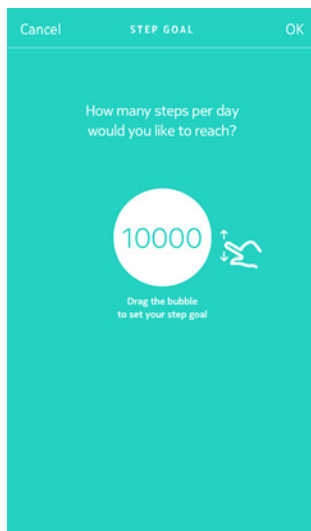 Cancel STEP GOAL OK
How many steps per day
would you like to reach?
10000
Drag the bubble
to set your step goal